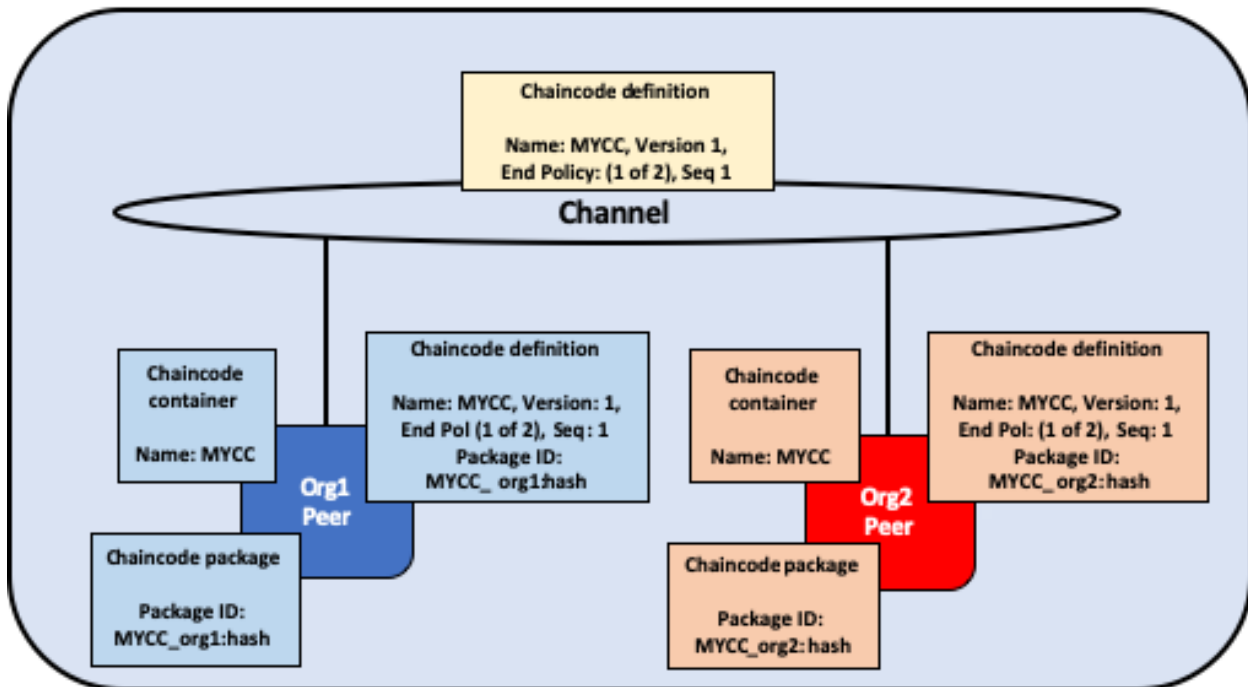 Chaincode definition
Name: MYCC, Version 1,
End Policy: (1 of 2), Seq 1
Channel
Chaincode
container
Name: MYCC
Chaincode definition
Name: MYCC, Version: 1,
End Pol (1 of 2), Seq: 1
Package ID:
MYCC_ org1:hash
Org1
Peer
Chaincode package
Package ID:
MYCC_org1:hash
Chaincode
container
Name: MYCC
Chaincode definition
Name: MYCC, Version: 1,
End Pol: (1 of 2), Seq: 1
Package ID:
MYCC_ org2:hash
Org2
Peer
Chaincode package
Package ID:
MYCC_org2: hash